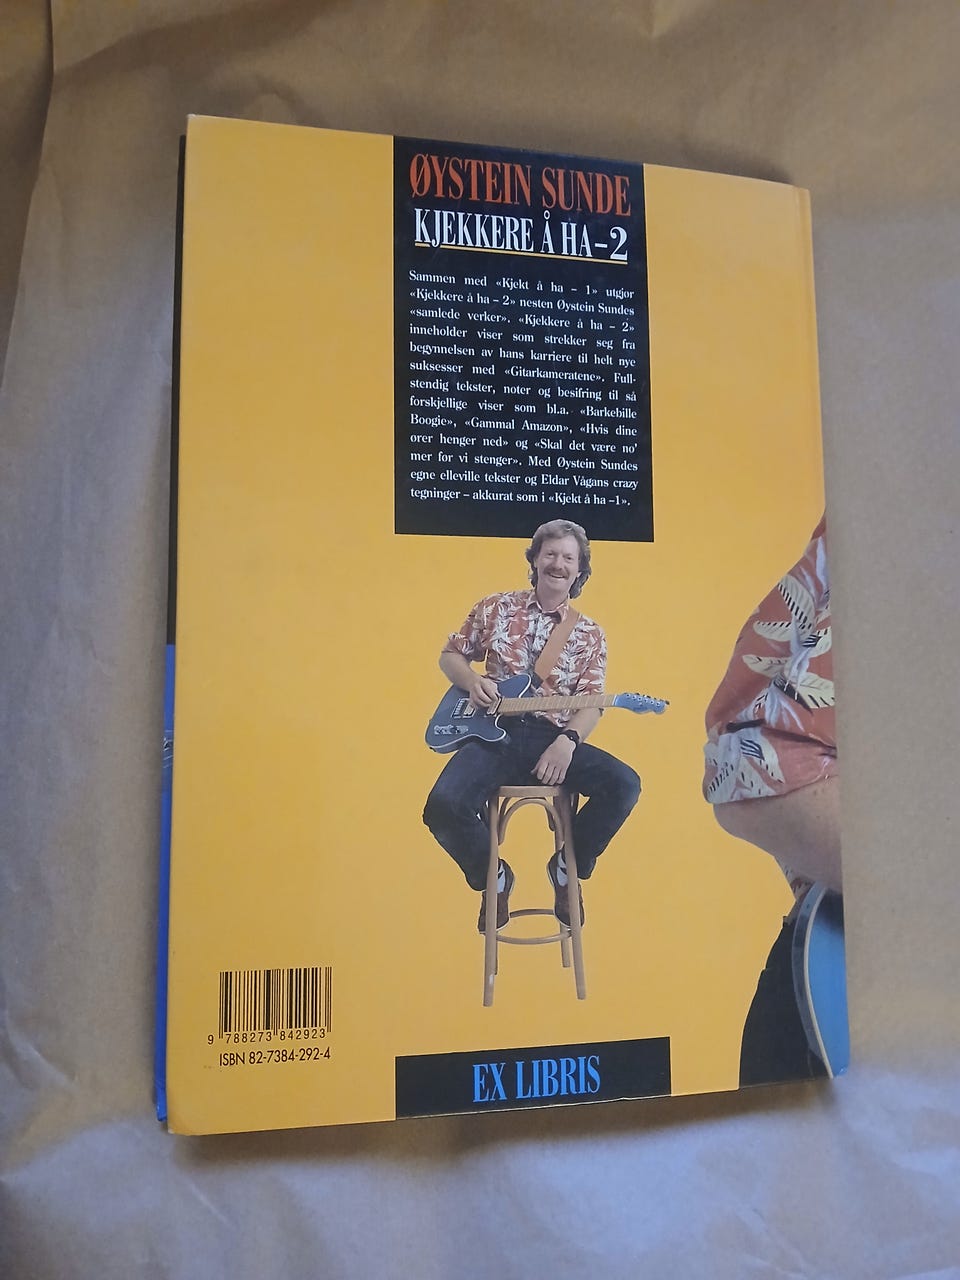 ØYSTEIN SUNDE
KJEKKERE Å HA – 2
Sammen med «Kjekt å ha – 1» utgjør
«Kjekkere å ha – 2» nesten Øystein Sundes
«samlede verker». «Kjekkere å ha – 2»
inneholder viser som strekker seg fra
begynnelsen av hans karriere til helt nye
suksesser med «Gitarkameratene». Full-
stendig tekster, noter og besifring til så
forskjellige viser som bl.a. «Barkebille
Boogie», «Gammal Amazon», «Hvis dine
ører henger ned» og «Skal det være no'
mer før vi stenger». Med Øystein Sundes
egne elleville tekster og Eldar Vågans crazy
tegninger – akkurat som i «Kjekt å ha –1».
9 788273 842923
ISBN 82-7384-292-4
EX LIBRIS